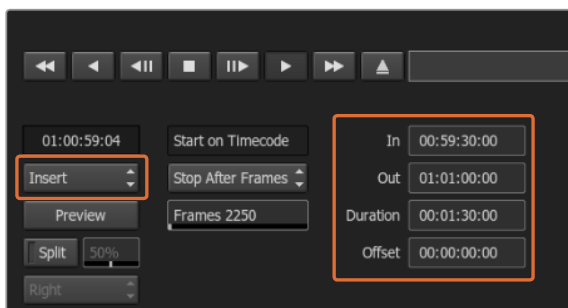 01:00:59:04 Start on Timecode In 00:59:30:00
Insert Stop After Frames Out 01:01:00:00
Preview Frames 2250 Duration 00:01:30:00
Split 50% Offset 00:00:00:00
Right